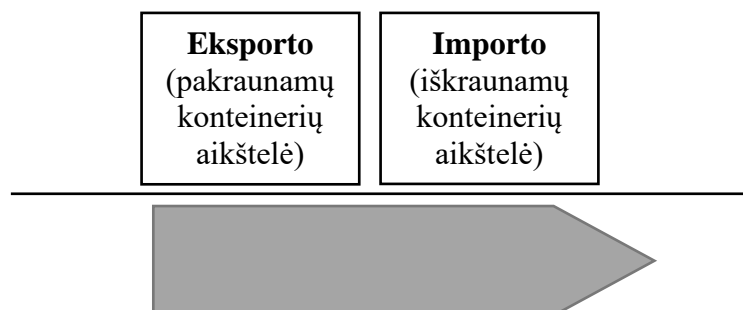 Eksporto
(pakraunamų
konteinerių
aikštelė)
Importo
(iškraunamų
konteinerių
aikštelė)